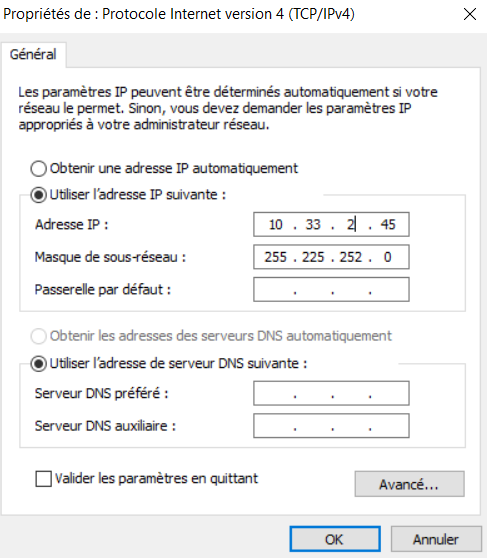 Propriétés de : Protocole Internet version 4 (TCP/IPv4)
Général
Les paramètres IP peuvent être déterminés automatiquement si votre
réseau le permet. Sinon, vous devez demander les paramètres IP
appropriés à votre administrateur réseau.
Obtenir une adresse IP automatiquement
Utiliser l'adresse IP suivante :
Adresse IP : 10 . 33 . 2 . 45
Masque de sous-réseau : 255 . 225 . 252 . 0
Passerelle par défaut : . . .
Obtenir les adresses des serveurs DNS automatiquement
Utiliser l'adresse de serveur DNS suivante :
Serveur DNS préféré : . . .
Serveur DNS auxiliaire : . . .
Valider les paramètres en quittant
Avancé...
OK Annuler